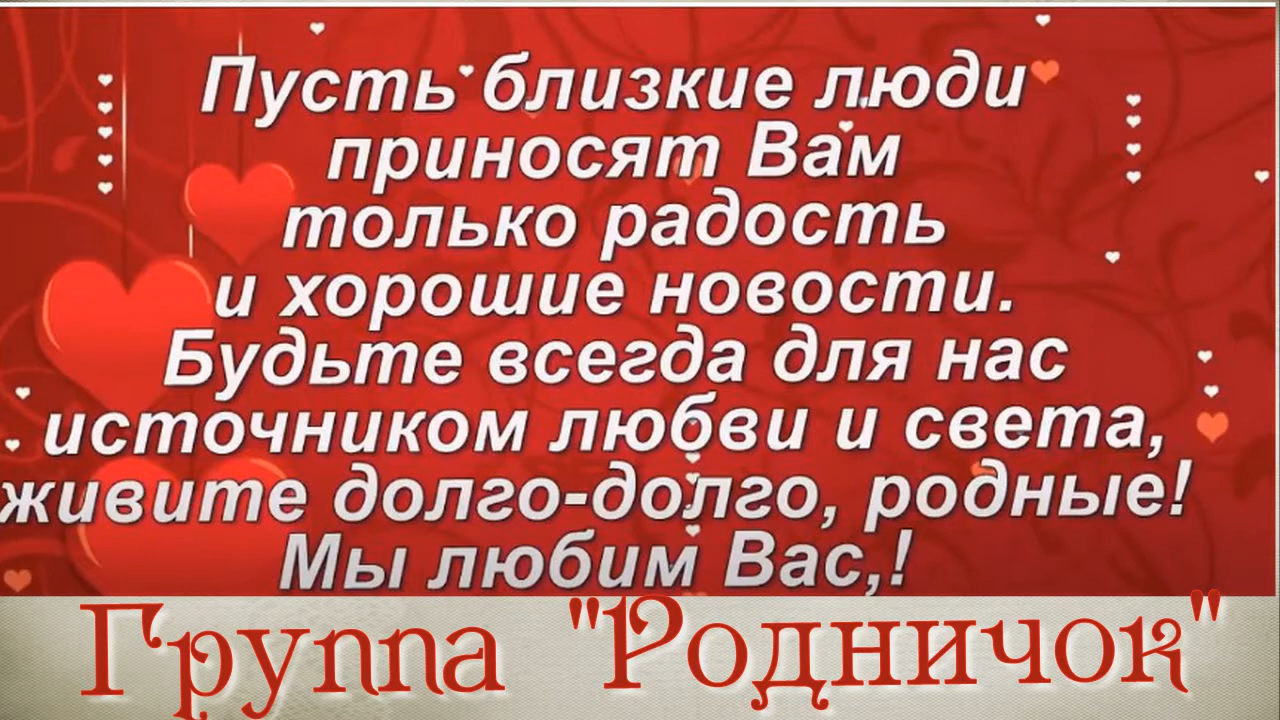 Пусть близкие люди
приносят Вам
только радость
и хорошие новости.
Будьте всегда для нас
источником любви и света,
живите долго-долго, родные!
Мы любим Вас,!
Группа "Родничок"